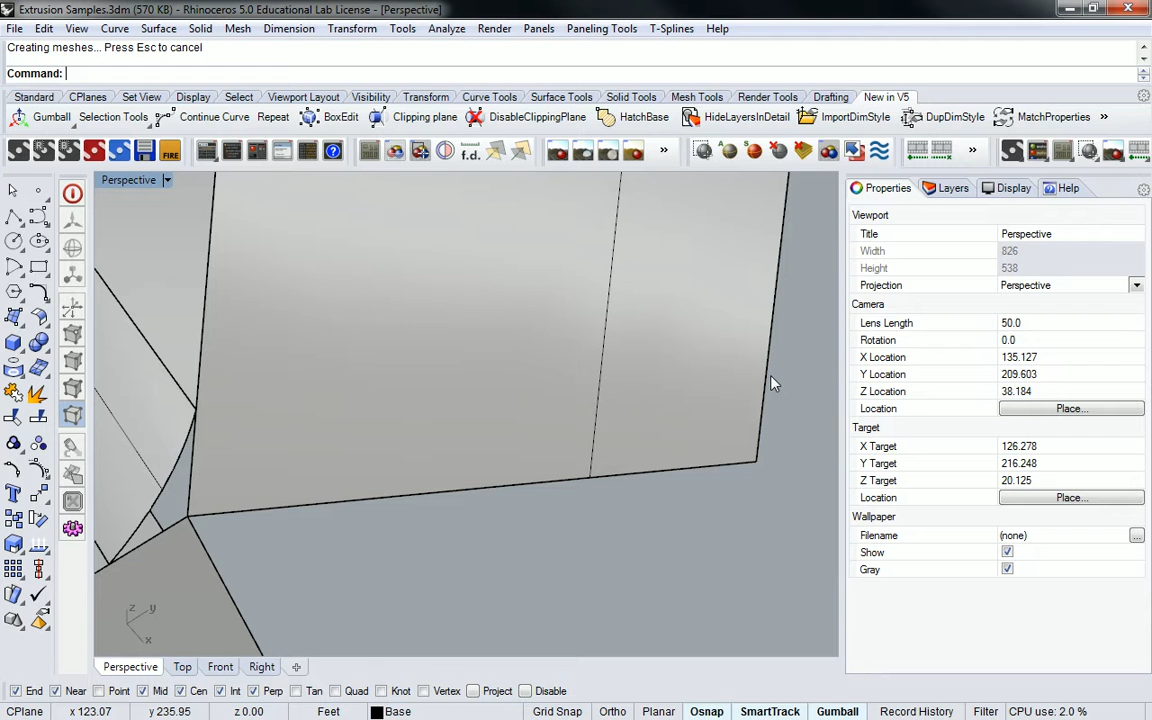 Extrusion Samples.3dm (570 KB) - Rhinoceros 5.0 Educational Lab License - [Perspective]
File Edit View Curve Surface Solid Mesh Dimension Transform Tools Analyze Render Panels Paneling Tools T-Splines Help
Creating meshes... Press Esc to cancel
Command:
Standard CPlanes Set View Display Select Viewport Layout Visibility Transform Curve Tools Surface Tools Solid Tools Mesh Tools Render Tools Drafting New in V5
Gumball Selection Tools Continue Curve Repeat BoxEdit Clipping plane DisableClippingPlane HatchBase HideLayersInDetail ImportDimStyle DupDimStyle MatchProperties »
FIRE f.d. » »
Perspective
Properties Layers Display Help
Viewport
Title Perspective
Width 826
Height 538
Projection Perspective
Camera
Lens Length 50.0
Rotation 0.0
X Location 135.127
Y Location 209.603
Z Location 38.184
Location Place...
Target
X Target 126.278
Y Target 216.248
Z Target 20.125
Location Place...
Wallpaper
Filename (none) ...
Show
Gray
z y
x
Perspective Top Front Right
End Near Point Mid Cen Int Perp Tan Quad Knot Vertex Project Disable
CPlane x 123.07 y 235.95 z 0.00 Feet Base Grid Snap Ortho Planar Osnap SmartTrack Gumball Record History Filter CPU use: 2.0 %